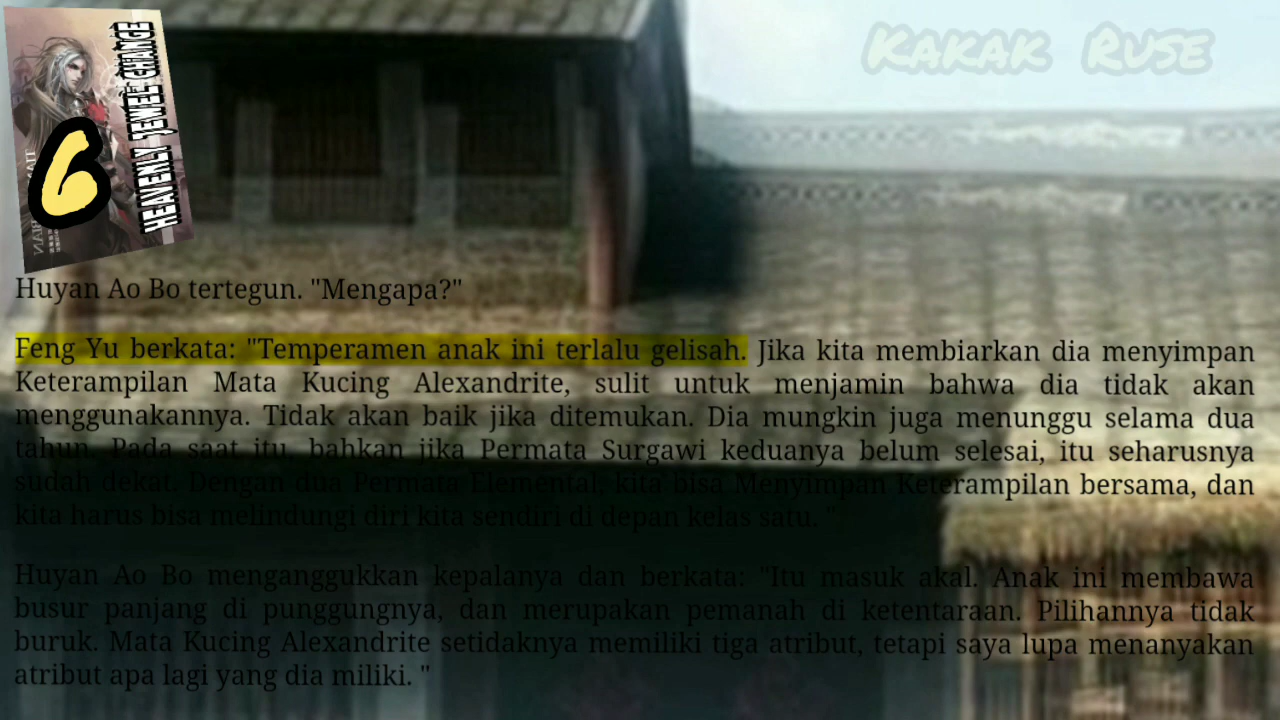 Kakak Ruse
HEAVENLY JEWEL CHANGE
6
Huyan Ao Bo tertegun. "Mengapa?"
Feng Yu berkata: "Temperamen anak ini terlalu gelisah. Jika kita membiarkan dia menyimpan
Keterampilan Mata Kucing Alexandrite, sulit untuk menjamin bahwa dia tidak akan
menggunakannya. Tidak akan baik jika ditemukan. Dia mungkin juga menunggu selama dua
tahun. Pada saat itu, bahkan jika Permata Surgawi keduanya belum selesai, itu seharusnya
sudah dekat. Dengan dua Permata Elemental, kita bisa Menyimpan Keterampilan bersama, dan
kita harus bisa melindungi diri kita sendiri di depan kelas satu. "
Huyan Ao Bo menganggukkan kepalanya dan berkata: "Itu masuk akal. Anak ini membawa
busur panjang di punggungnya, dan merupakan pemanah di ketentaraan. Pilihannya tidak
buruk. Mata Kucing Alexandrite setidaknya memiliki tiga atribut, tetapi saya lupa menanyakan
atribut apa lagi yang dia miliki. "